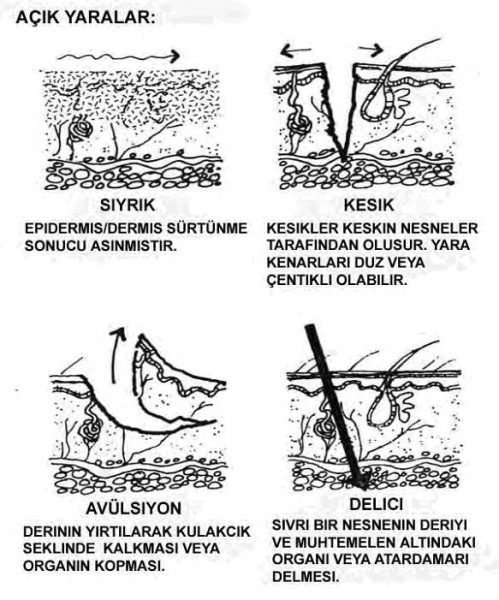 AÇIK YARALAR:
SIYRIK
EPIDERMIS/DERMIS SÜRTÜNME
SONUCU ASINMISTIR.
KESIK
KESIKLER KESKIN NESNELER
TARAFINDAN OLUSUR. YARA
KENARLARI DUZ VEYA
ÇENTIKLI OLABILIR.
AVÜLSIYON
DERININ YIRTILARAK KULAKCIK
SEKLINDE KALKMASI VEYA
ORGANIN KOPMASI.
DELICI
SIVRI BIR NESNENIN DERIYI
VE MUHTEMELEN ALTINDAKI
ORGANI VEYA ATARDAMARI
DELMESI.